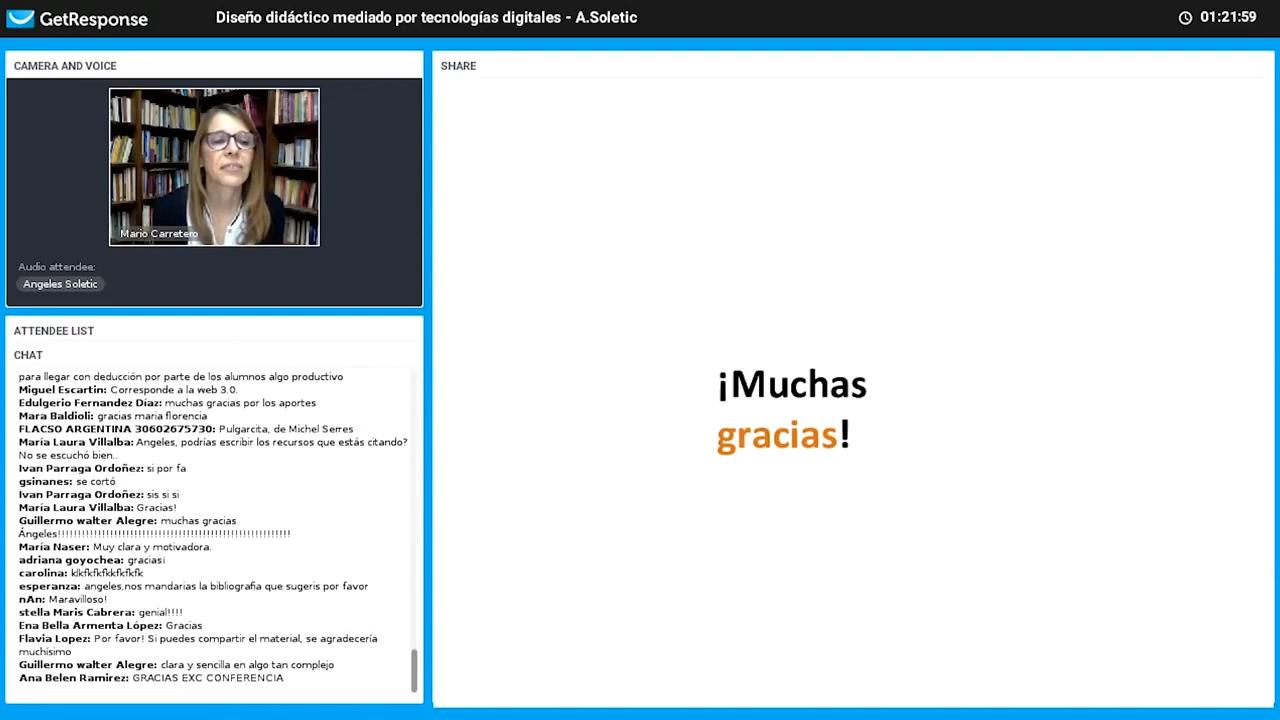 GetResponse
Diseño didáctico mediado por tecnologías digitales - A.Soletic
01:21:59
CAMERA AND VOICE
Mario Carretero
Audio attendee:
Angeles Soletic
ATTENDEE LIST
CHAT
para llegar con deducción por parte de los alumnos algo productivo
Miguel Escartin: Corresponde a la web 3.0.
Edulgerio Fernandez Díaz: muchas gracias por los aportes
Mara Baldioli: gracias maria florencia
FLACSO ARGENTINA 30602675730: Pulgarcita, de Michel Serres
María Laura Villalba: Angeles, podrías escribir los recursos que estás citando?
No se escuchó bien..
Ivan Parraga Ordoñez: si por fa
gsinanes: se cortó
Ivan Parraga Ordoñez: sis si si
María Laura Villalba: Gracias!
Guillermo walter Alegre: muchas gracias
Ángeles!!!!!!!!!!!!!!!!!!!!!!!!!!!!!!!!!!!!!!!!!!!!!!!!!!!!!!!!!!
María Naser: Muy clara y motivadora.
adriana goyochea: graciasi
carolina: klkfkfkfkkfkfkfk
esperanza: angeles,nos mandarias la bibliografia que sugeris por favor
nAn: Maravilloso!
stella Maris Cabrera: genial!!!!
Ena Bella Armenta López: Gracias
Flavia Lopez: Por favor! Si puedes compartir el material, se agradecería
muchísimo
Guillermo walter Alegre: clara y sencilla en algo tan complejo
Ana Belen Ramirez: GRACIAS EXC CONFERENCIA
SHARE
¡Muchas
gracias!